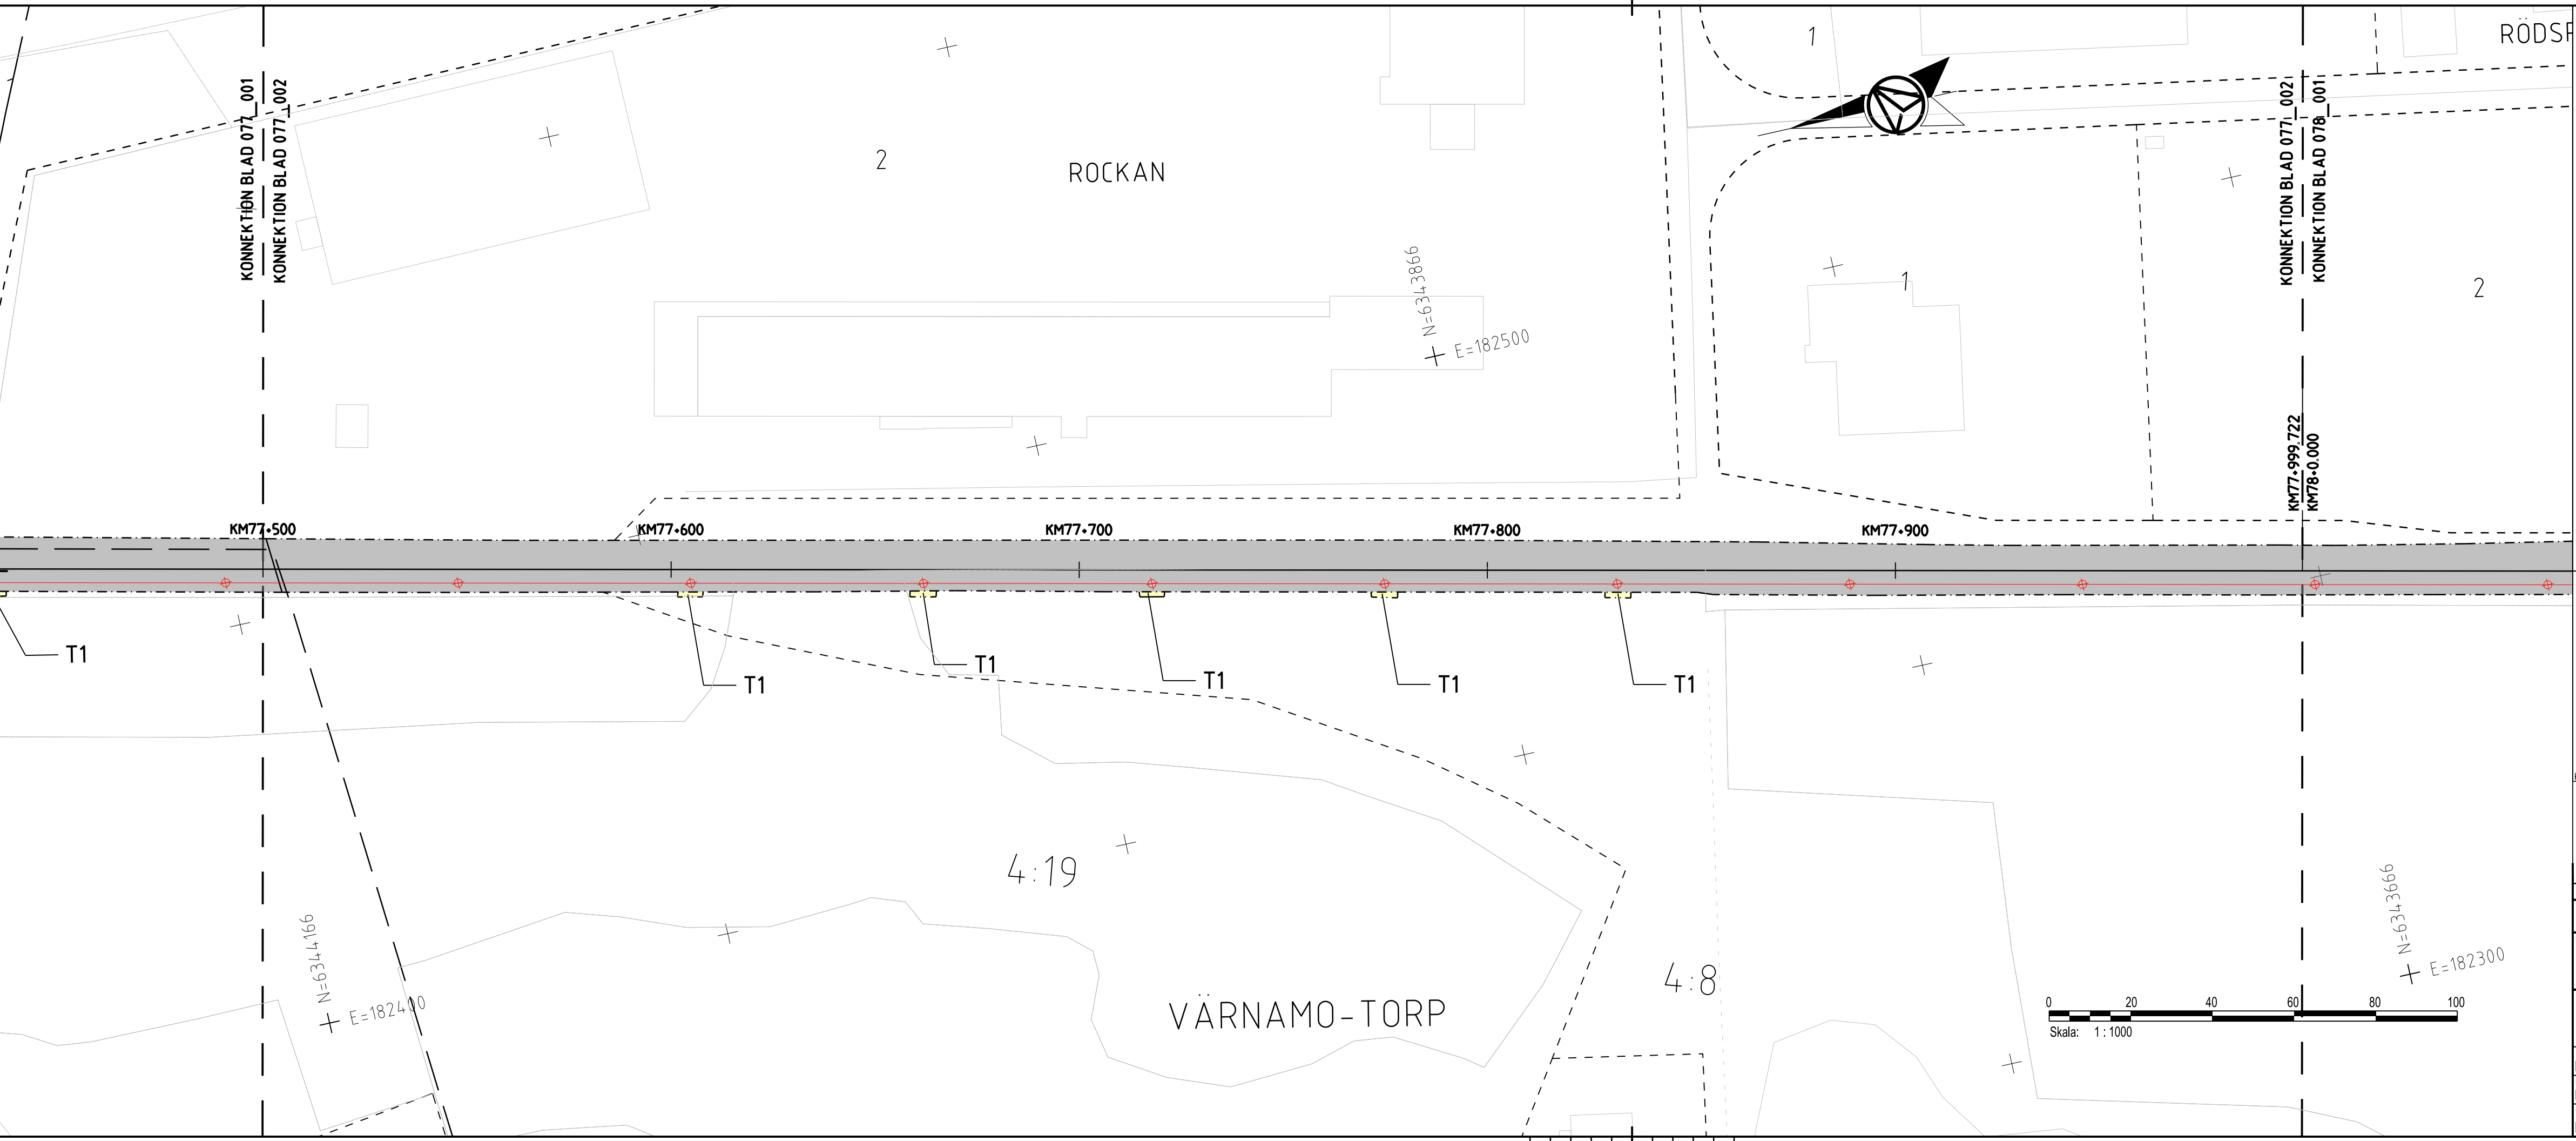 RÖDSF
1
KONNEKTION BLAD 077_001
KONNEKTION BLAD 077_002
KONNEKTION BLAD 077_002
KONNEKTION BLAD 078_001
2
ROCKAN
1
2
N=6343866
E=182500
KM77+999.722
KM78+0.000
KM77+500
KM77+600
KM77+700
KM77+800
KM77+900
T1
T1
T1
T1
T1
T1
4:19
4:8
VÄRNAMO-TORP
N=6344166
E=182400
N=6343666
E=182300
0 20 40 60 80 100
Skala: 1 : 1000